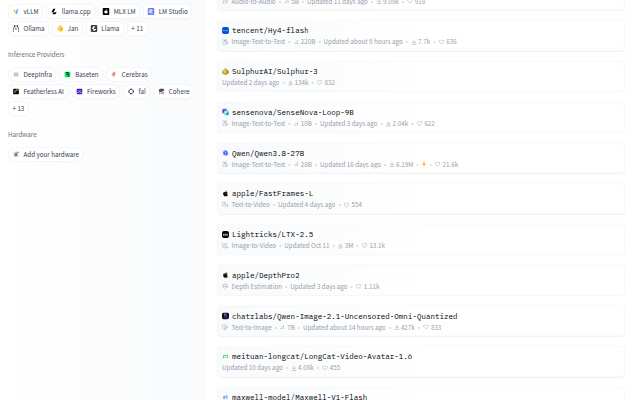 vLLM llama.cpp MLX LM LM Studio
Ollama Jan Llama + 11
Inference Providers
DeepInfra Baseten Cerebras
Featherless AI Fireworks fal Cohere
+ 13
Hardware
Add your hardware
Audio-to-Audio • Updated 11 days ago
tencent/Hy4-flash
Image-Text-to-Text • Updated about 5 hours ago • 7.7k •
SulphurAI/Sulphur-3
Updated 2 days ago • 134k • 832
sensenova/SenseNova-Loop-9B
Image-Text-to-Text • 10B • Updated 3 days ago • 2.04k • 622
Qwen/Qwen3.8-27B
Image-Text-to-Text • 28B • Updated 16 days ago • 6.19M • 21.6k
apple/FastFrames-L
Text-to-Video • Updated 4 days ago • 554
Lightricks/LTX-2.5
Image-to-Video • Updated Oct 11 • 3M • 13.1k
apple/DepthPro2
Depth Estimation • Updated 3 days ago • 1.11k
chatzlabs/Qwen-Image-2.1-Uncensored-Omni-Quantized
Text-to-Image • 7B • Updated about 14 hours ago • 427k • 833
meituan-longcat/LongCat-Video-Avatar-1.6
Updated 10 days ago • 4.08k • 455
maxwell-model/Maxwell-V1-Flash